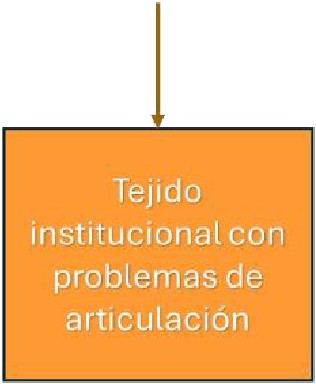 Tejido
institucional con
problemas de
articulación